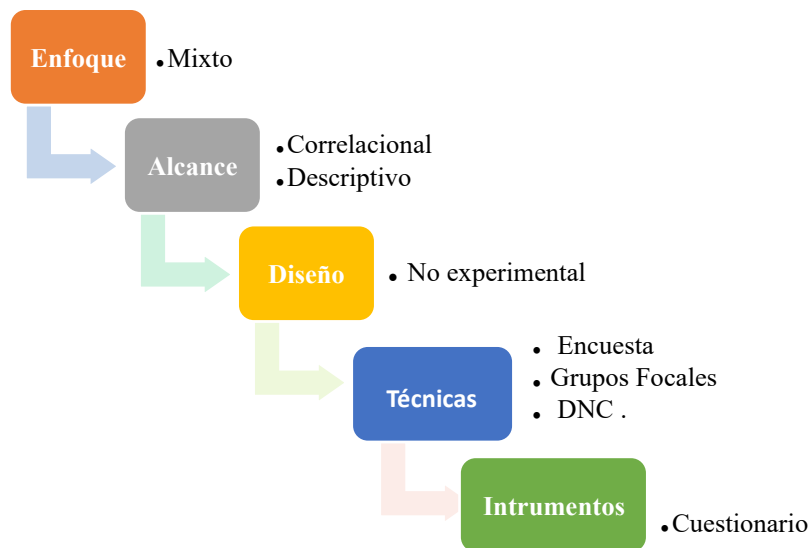 Enfoque
• Mixto
Alcance
• Correlacional
• Descriptivo
Diseño
• No experimental
Técnicas
• Encuesta
• Grupos Focales
• DNC .
Intrumentos
• Cuestionario